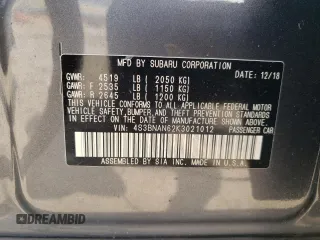 MFD BY SUBARU CORPORATION
GVWR: 4519 LB ( 2050 KG) DATE: 12/18
GAWR: F 2535 LB ( 1150 KG)
GAWR: R 2645 LB ( 1200 KG)
THIS VEHICLE CONFORMS TO ALL APPLICABLE
FEDERAL MOTOR VEHICLE
SAFETY, BUMPER, AND THEFT PREVENTION
STANDARDS IN EFFECT ON THE DATE OF
MANUFACTURE SHOWN ABOVE.
VIN: 4S3BNAN62K3021012 PASSENGER CAR
ASSEMBLED BY SIA INC. MADE IN U.S.A.
DREAMBID